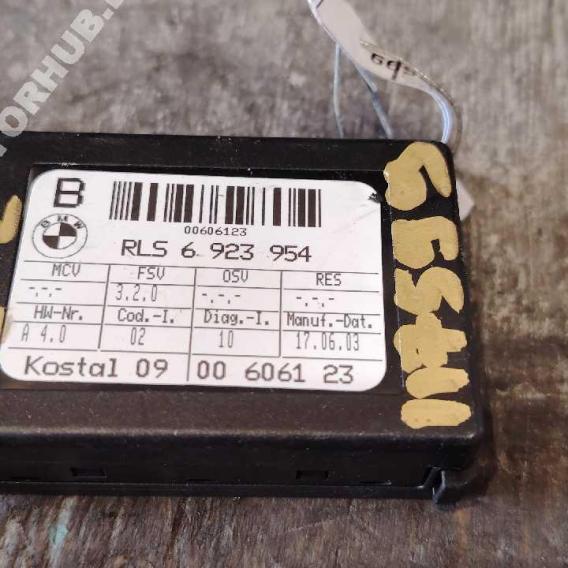 B
00606123
BMW
RLS 6 923 954
MCV FSV OSV RES
-.-.- 3.2.0 -.-.- -.-.-
HW-Nr. Cod.-I. Diag.-I. Manuf.-Dat.
A 4.0 02 10 17.06.03
Kostal 09 00 6061 23